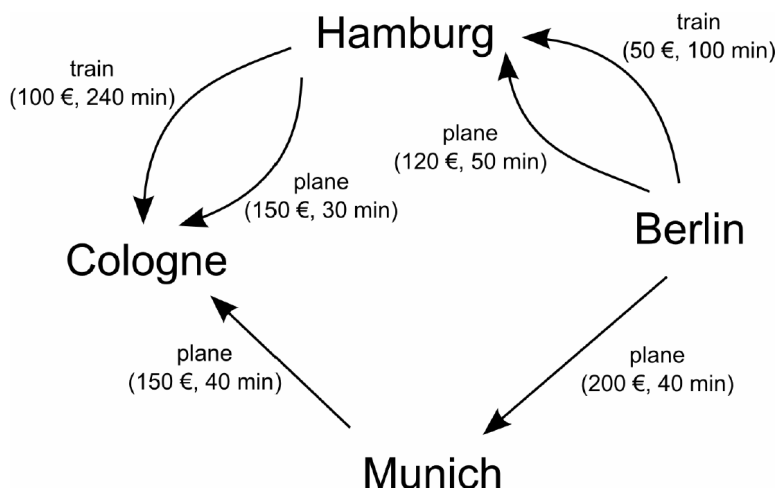 Hamburg
train
(50 €, 100 min)
train
(100 €, 240 min)
plane
(120 €, 50 min)
plane
(150 €, 30 min)
Berlin
Cologne
plane
(150 €, 40 min)
plane
(200 €, 40 min)
Munich